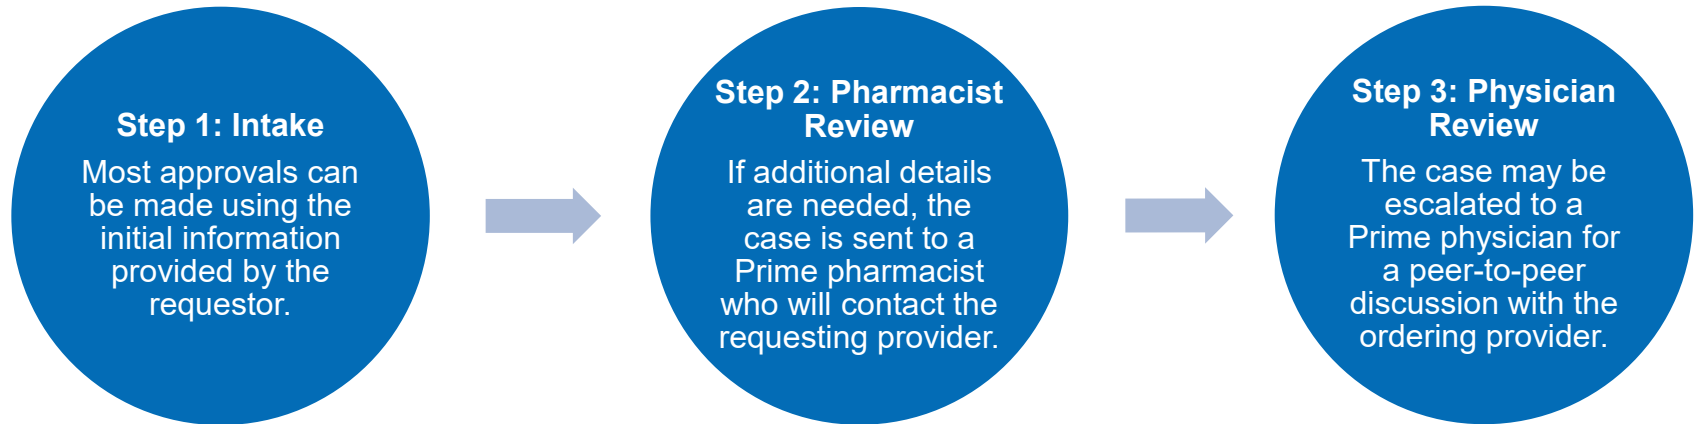 Step 1: Intake
Most approvals can
be made using the
initial information
provided by the
requestor.
Step 2: Pharmacist
Review
If additional details
are needed, the
case is sent to a
Prime pharmacist
who will contact the
requesting provider.
Step 3: Physician
Review
The case may be
escalated to a
Prime physician for
a peer-to-peer
discussion with the
ordering provider.